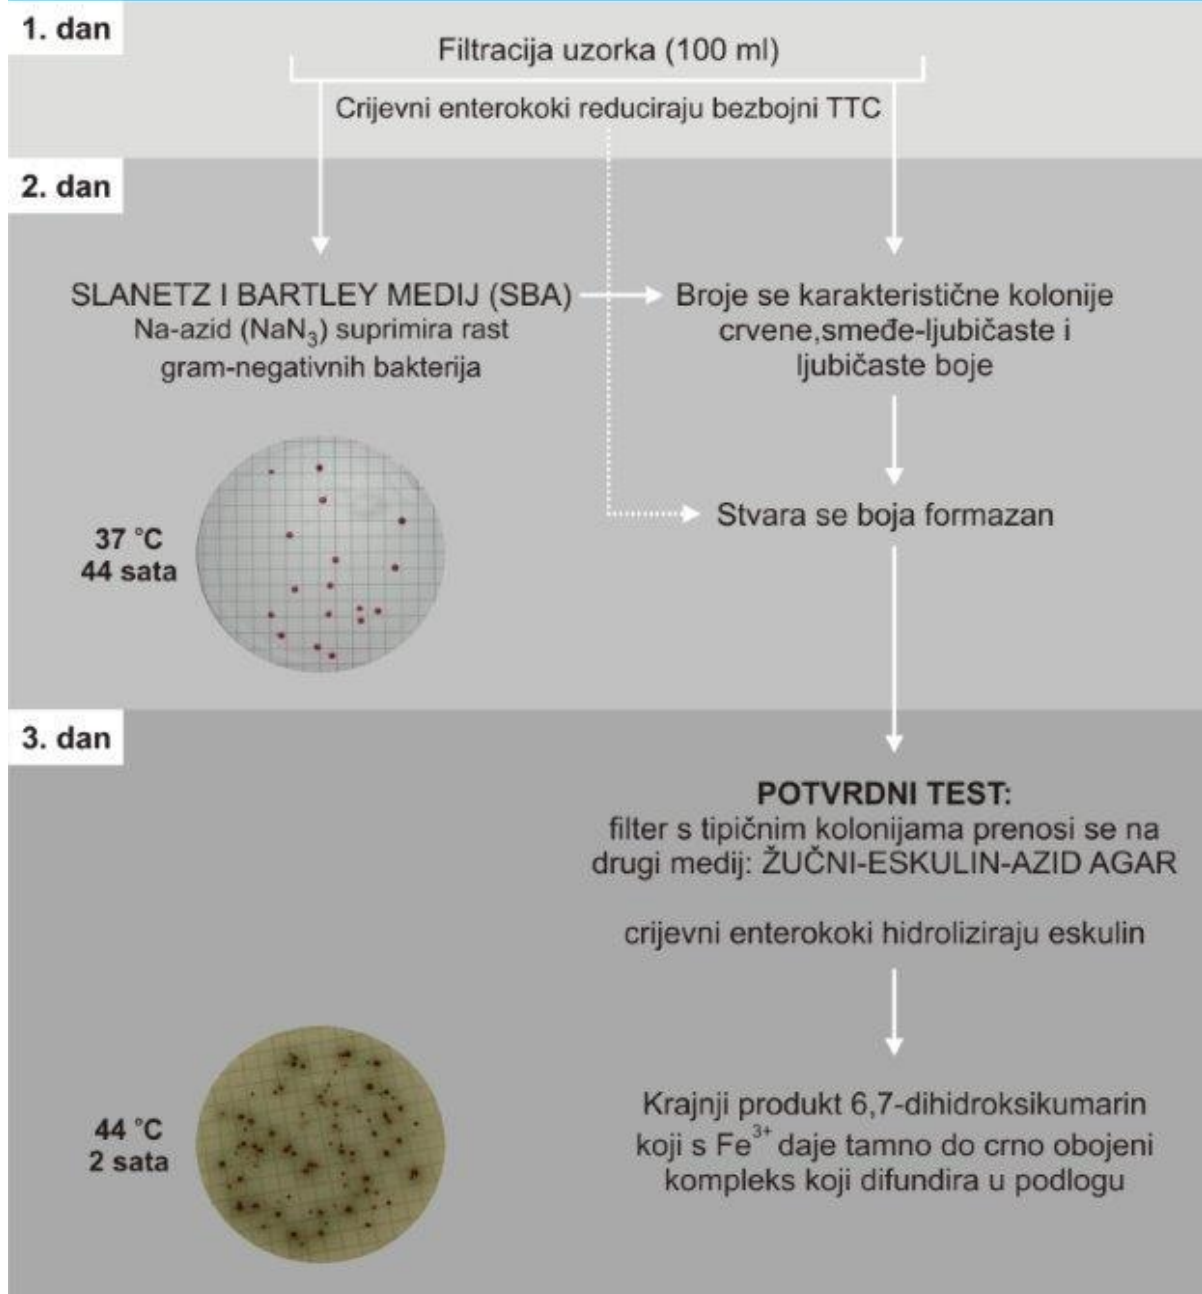 1. dan
Filtracija uzorka (100 ml)
Crijevni enterokoki reduciraju bezbojni TTC
2. dan
SLANETZ I BARTLEY MEDIJ (SBA)
Na-azid (NaN₃) suprimira rast
gram-negativnih bakterija
Broje se karakteristične kolonije
crvene,smeđe-ljubičaste i
ljubičaste boje
37 °C
44 sata
Stvara se boja formazan
3. dan
POTVRDNI TEST:
filter s tipičnim kolonijama prenosi se na
drugi medij: ŽUČNI-ESKULIN-AZID AGAR
crijevni enterokoki hidroliziraju eskulin
44 °C
2 sata
Krajnji produkt 6,7-dihidroksikumarin
koji s Fe³⁺ daje tamno do crno obojeni
kompleks koji difundira u podlogu